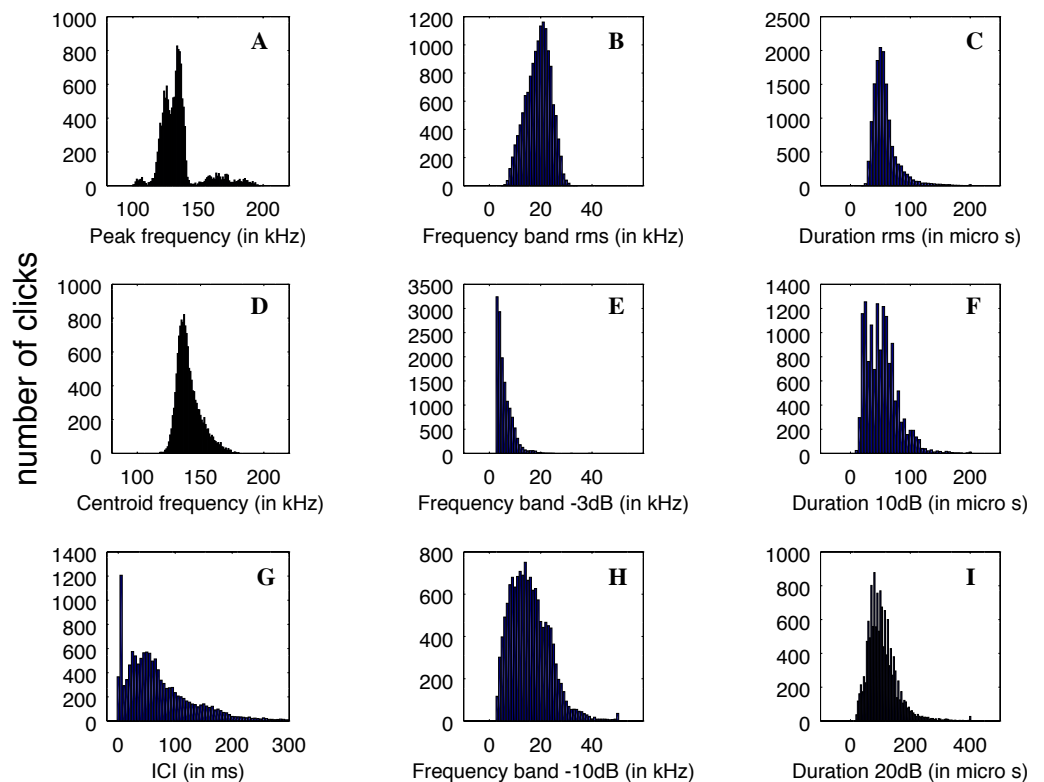 number of clicks
1000
800
600
400
200
0
A
100 150 200
Peak frequency (in kHz)
1200
1000
800
600
400
200
0
B
0 20 40
Frequency band rms (in kHz)
2500
2000
1500
1000
500
0
C
0 100 200
Duration rms (in micro s)
1000
800
600
400
200
0
D
100 150 200
Centroid frequency (in kHz)
3500
3000
2500
2000
1500
1000
500
0
E
0 20 40
Frequency band -3dB (in kHz)
1400
1200
1000
800
600
400
200
0
F
0 100 200
Duration 10dB (in micro s)
1400
1200
1000
800
600
400
200
0
G
0 100 200 300
ICI (in ms)
800
600
400
200
0
H
0 20 40
Frequency band -10dB (in kHz)
1000
800
600
400
200
0
I
0 200 400
Duration 20dB (in micro s)